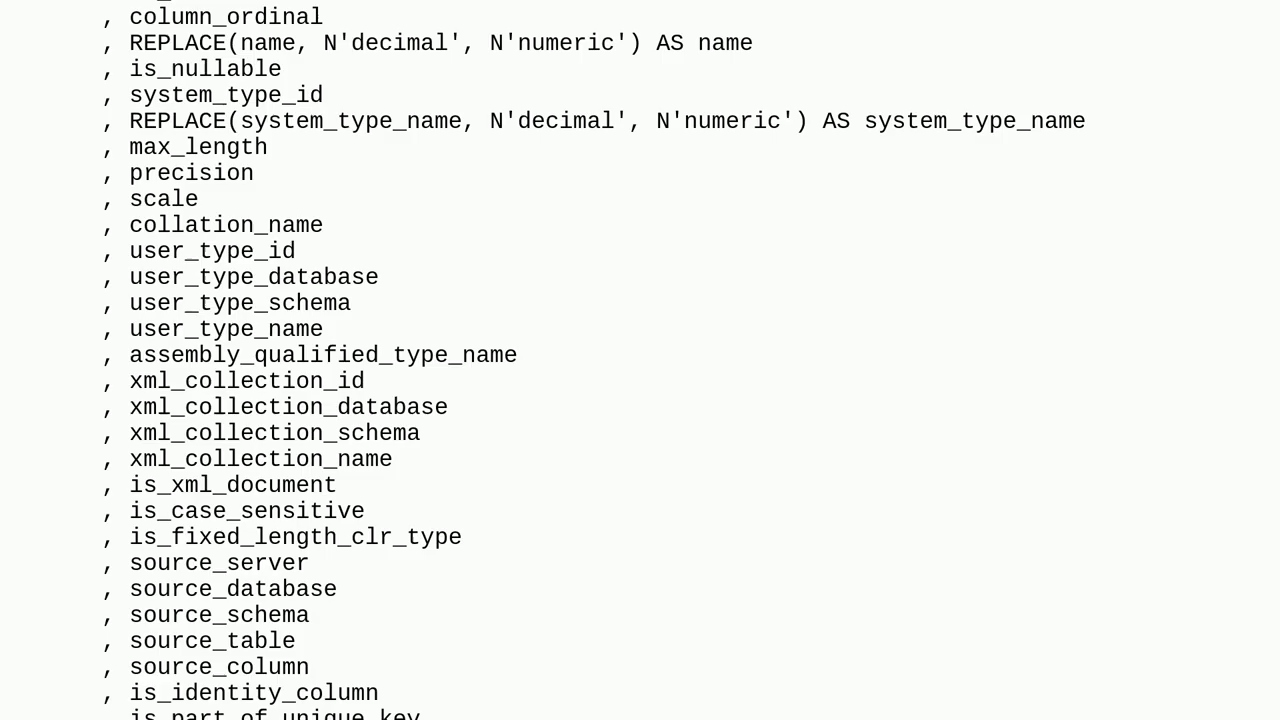 , column_ordinal
, REPLACE(name, N'decimal', N'numeric') AS name
, is_nullable
, system_type_id
, REPLACE(system_type_name, N'decimal', N'numeric') AS system_type_name
, max_length
, precision
, scale
, collation_name
, user_type_id
, user_type_database
, user_type_schema
, user_type_name
, assembly_qualified_type_name
, xml_collection_id
, xml_collection_database
, xml_collection_schema
, xml_collection_name
, is_xml_document
, is_case_sensitive
, is_fixed_length_clr_type
, source_server
, source_database
, source_schema
, source_table
, source_column
, is_identity_column
is_part_of_unique_key